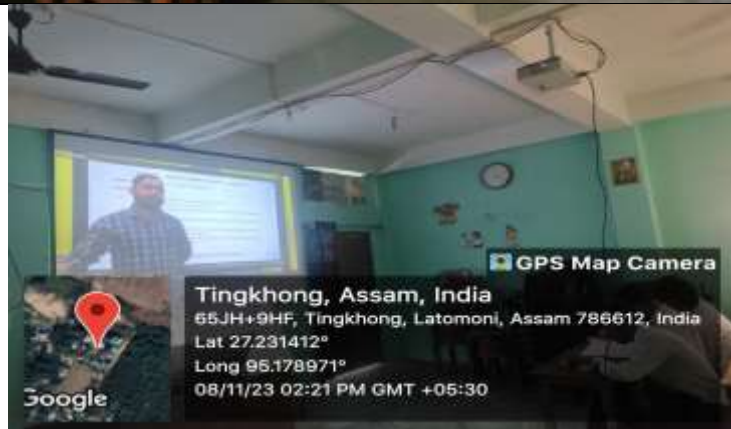 GPS Map Camera
Tingkhong, Assam, India
65JH+9HF, Tingkhong, Latomoni, Assam 786612, India
Lat 27.231412°
Long 95.178971°
08/11/23 02:21 PM GMT +05:30
Google